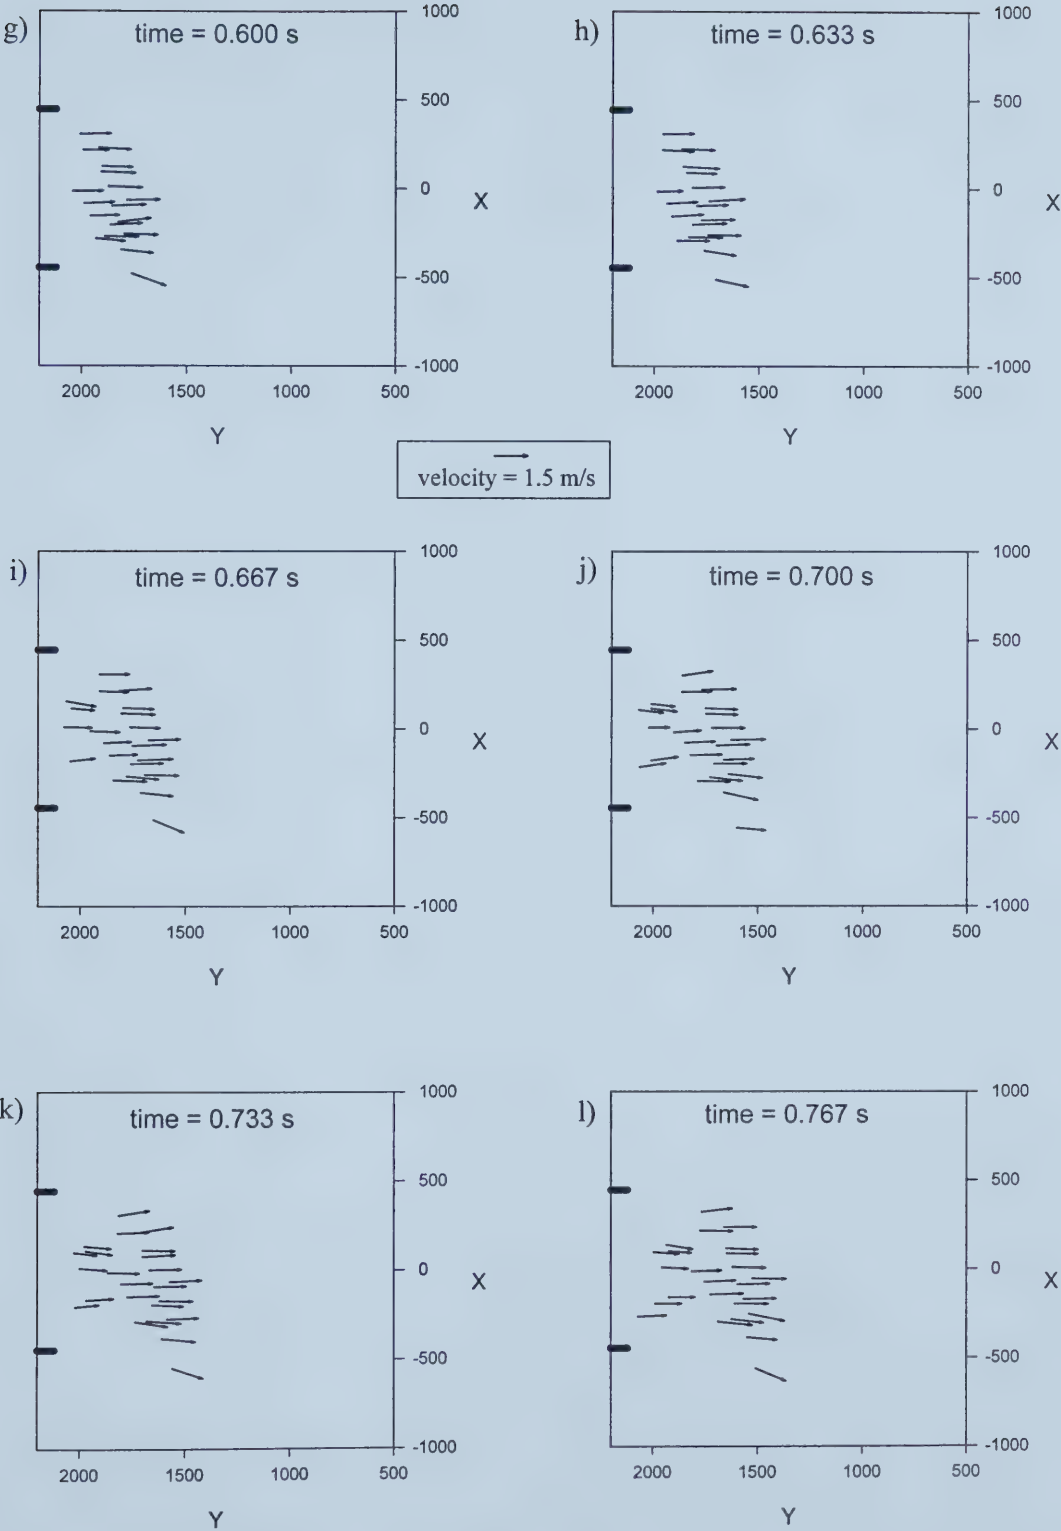 g)
time = 0.600 s
1000
500
0
-500
-1000
X
2000 1500 1000 500
Y
h)
time = 0.633 s
1000
500
0
-500
-1000
X
2000 1500 1000 500
Y
velocity = 1.5 m/s
i)
time = 0.667 s
1000
500
0
-500
-1000
X
2000 1500 1000 500
Y
j)
time = 0.700 s
1000
500
0
-500
-1000
X
2000 1500 1000 500
Y
k)
time = 0.733 s
1000
500
0
-500
-1000
X
2000 1500 1000 500
Y
l)
time = 0.767 s
1000
500
0
-500
-1000
X
2000 1500 1000 500
Y